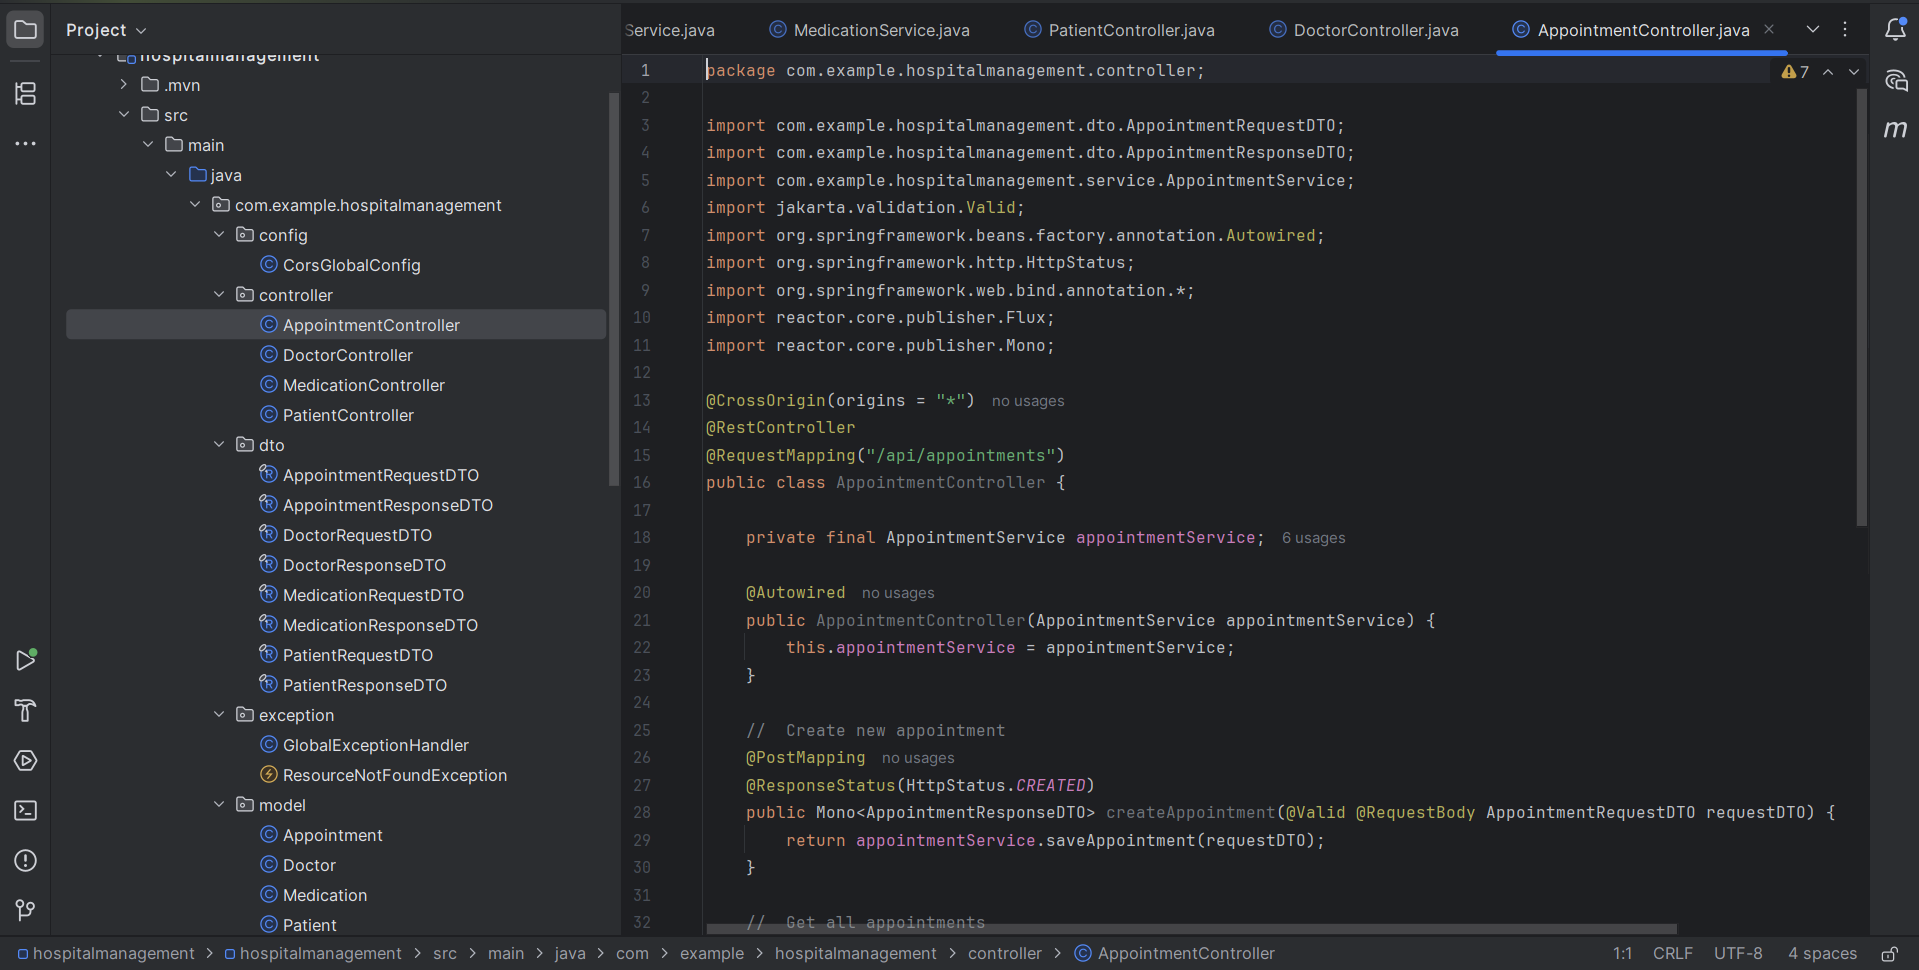 Project
hospitalmanagement
.mvn
src
main
java
com.example.hospitalmanagement
config
CorsGlobalConfig
controller
AppointmentController
DoctorController
MedicationController
PatientController
dto
AppointmentRequestDTO
AppointmentResponseDTO
DoctorRequestDTO
DoctorResponseDTO
MedicationRequestDTO
MedicationResponseDTO
PatientRequestDTO
PatientResponseDTO
exception
GlobalExceptionHandler
ResourceNotFoundException
model
Appointment
Doctor
Medication
Patient
Service.java MedicationService.java PatientController.java DoctorController.java AppointmentController.java
7
m
1 package com.example.hospitalmanagement.controller;
2
3 import com.example.hospitalmanagement.dto.AppointmentRequestDTO;
4 import com.example.hospitalmanagement.dto.AppointmentResponseDTO;
5 import com.example.hospitalmanagement.service.AppointmentService;
6 import jakarta.validation.Valid;
7 import org.springframework.beans.factory.annotation.Autowired;
8 import org.springframework.http.HttpStatus;
9 import org.springframework.web.bind.annotation.*;
10 import reactor.core.publisher.Flux;
11 import reactor.core.publisher.Mono;
12
13 @CrossOrigin(origins = "*") no usages
14 @RestController
15 @RequestMapping("/api/appointments")
16 public class AppointmentController {
17
18 private final AppointmentService appointmentService; 6 usages
19
20 @Autowired no usages
21 public AppointmentController(AppointmentService appointmentService) {
22 this.appointmentService = appointmentService;
23 }
24
25 // Create new appointment
26 @PostMapping no usages
27 @ResponseStatus(HttpStatus.CREATED)
28 public Mono<AppointmentResponseDTO> createAppointment(@Valid @RequestBody AppointmentRequestDTO requestDTO) {
29 return appointmentService.saveAppointment(requestDTO);
30 }
31
32 // Get all appointments
hospitalmanagement > hospitalmanagement > src > main > java > com > example > hospitalmanagement > controller > AppointmentController
1:1 CRLF UTF-8 4 spaces